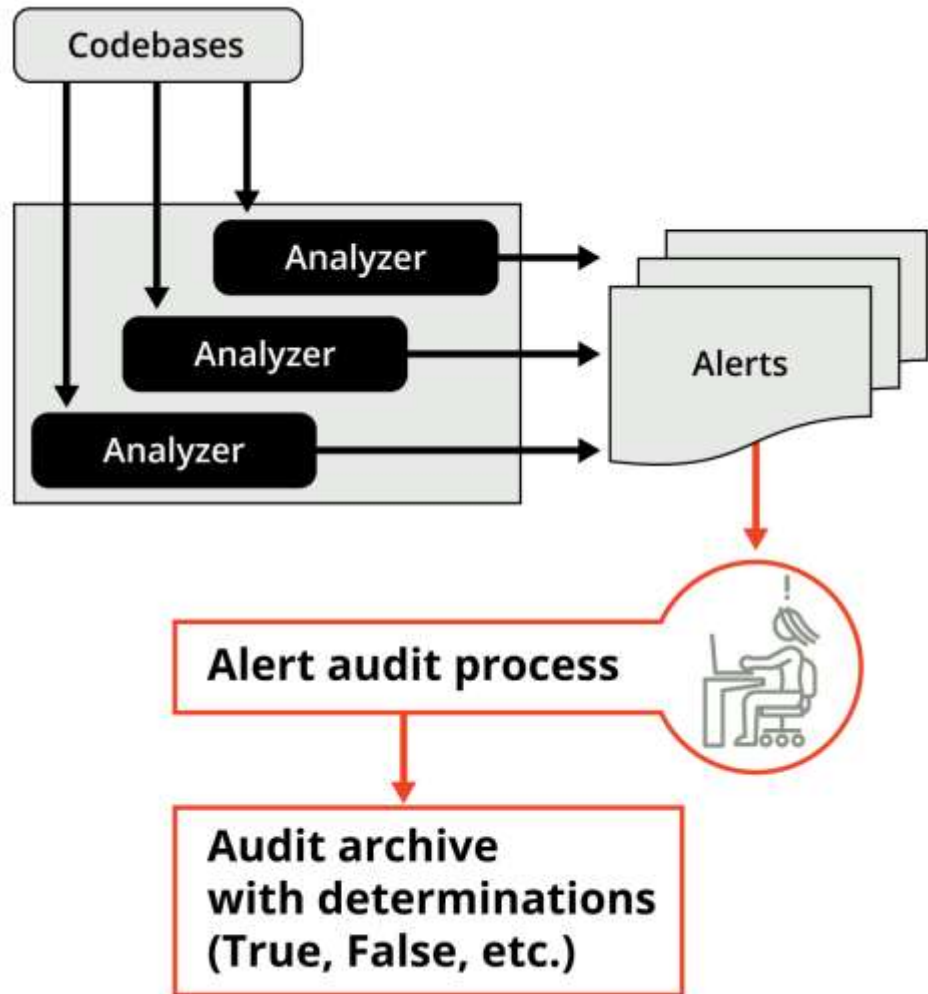 Codebases
Analyzer
Analyzer
Alerts
Analyzer
!
Alert audit process
Audit archive
with determinations
(True, False, etc.)